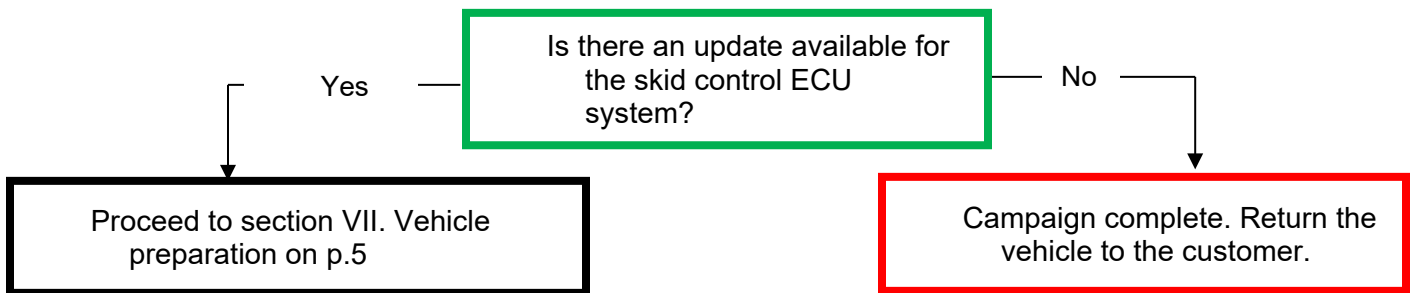 Is there an update available for
the skid control ECU
system?
Yes
No
Proceed to section VII. Vehicle
preparation on p.5
Campaign complete. Return the
vehicle to the customer.